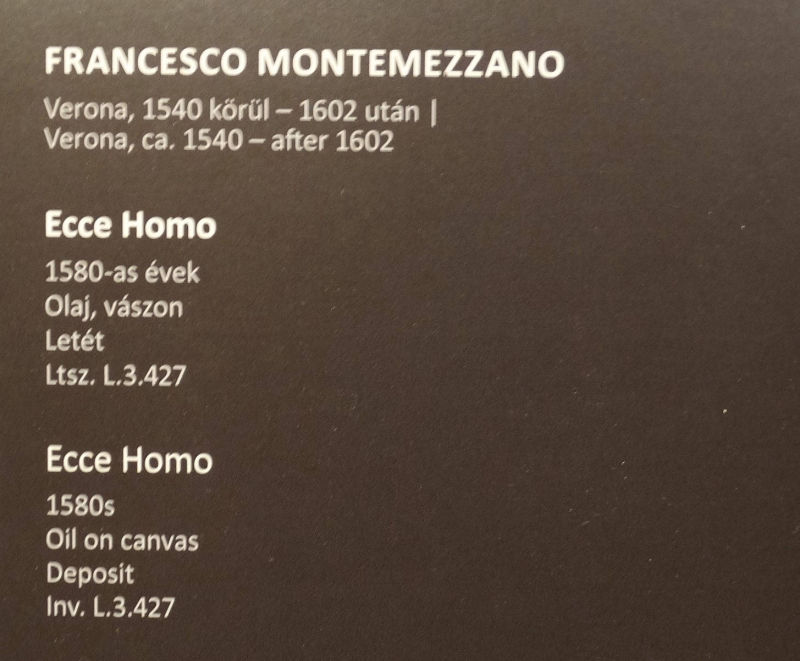 FRANCESCO MONTEMEZZANO
Verona, 1540 körül – 1602 után |
Verona, ca. 1540 – after 1602
Ecce Homo
1580-as évek
Olaj, vászon
Letét
Ltsz. L.3.427
Ecce Homo
1580s
Oil on canvas
Deposit
Inv. L.3.427